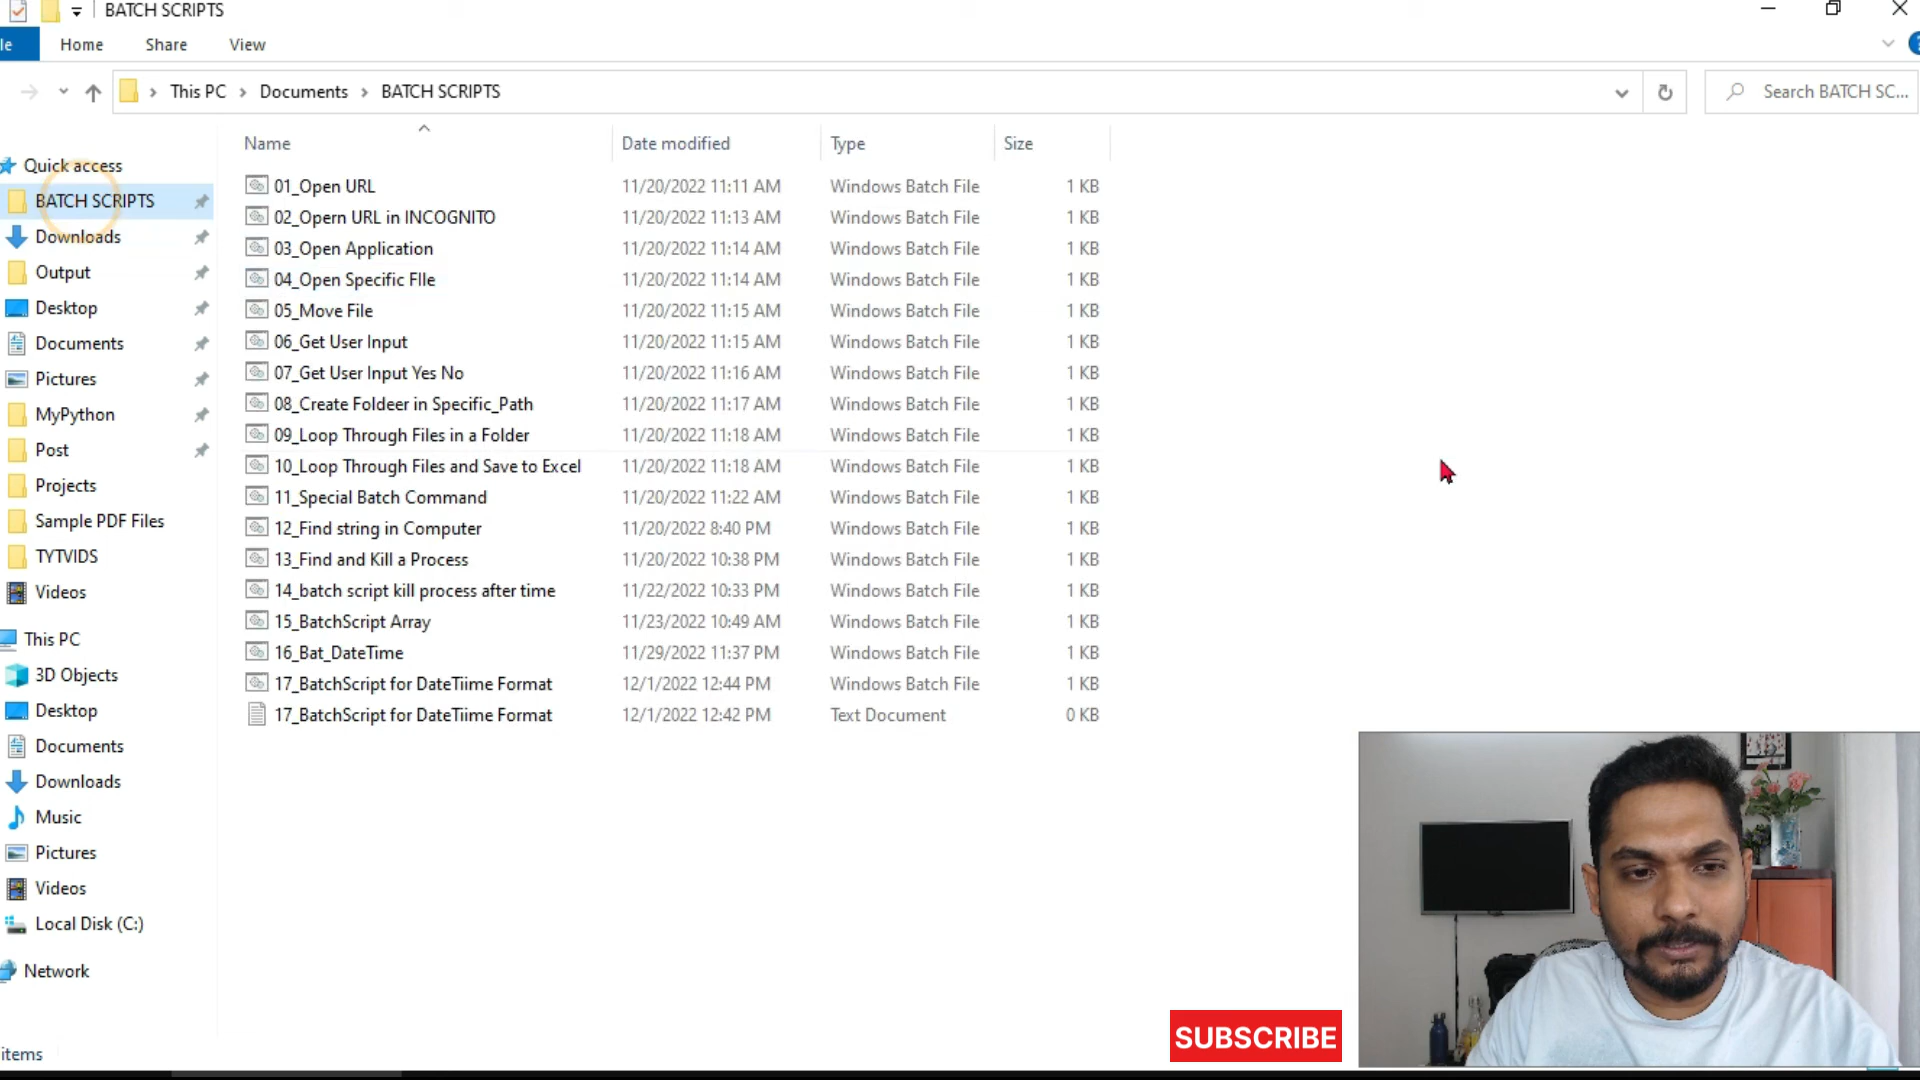 BATCH SCRIPTS
le Home Share View
This PC Documents BATCH SCRIPTS Search BATCH SC...
Name Date modified Type Size
Quick access
BATCH SCRIPTS
Downloads
Output
Desktop
Documents
Pictures
MyPython
Post
Projects
Sample PDF Files
TYTVIDS
Videos
This PC
3D Objects
Desktop
Documents
Downloads
Music
Pictures
Videos
Local Disk (C:)
Network
01_Open URL 11/20/2022 11:11 AM Windows Batch File 1 KB
02_Opern URL in INCOGNITO 11/20/2022 11:13 AM Windows Batch File 1 KB
03_Open Application 11/20/2022 11:14 AM Windows Batch File 1 KB
04_Open Specific FIle 11/20/2022 11:14 AM Windows Batch File 1 KB
05_Move File 11/20/2022 11:15 AM Windows Batch File 1 KB
06_Get User Input 11/20/2022 11:15 AM Windows Batch File 1 KB
07_Get User Input Yes No 11/20/2022 11:16 AM Windows Batch File 1 KB
08_Create Foldeer in Specific_Path 11/20/2022 11:17 AM Windows Batch File 1 KB
09_Loop Through Files in a Folder 11/20/2022 11:18 AM Windows Batch File 1 KB
10_Loop Through Files and Save to Excel 11/20/2022 11:18 AM Windows Batch File 1 KB
11_Special Batch Command 11/20/2022 11:22 AM Windows Batch File 1 KB
12_Find string in Computer 11/20/2022 8:40 PM Windows Batch File 1 KB
13_Find and Kill a Process 11/20/2022 10:38 PM Windows Batch File 1 KB
14_batch script kill process after time 11/22/2022 10:33 PM Windows Batch File 1 KB
15_BatchScript Array 11/23/2022 10:49 AM Windows Batch File 1 KB
16_Bat_DateTime 11/29/2022 11:37 PM Windows Batch File 1 KB
17_BatchScript for DateTiime Format 12/1/2022 12:44 PM Windows Batch File 1 KB
17_BatchScript for DateTiime Format 12/1/2022 12:42 PM Text Document 0 KB
SUBSCRIBE
items